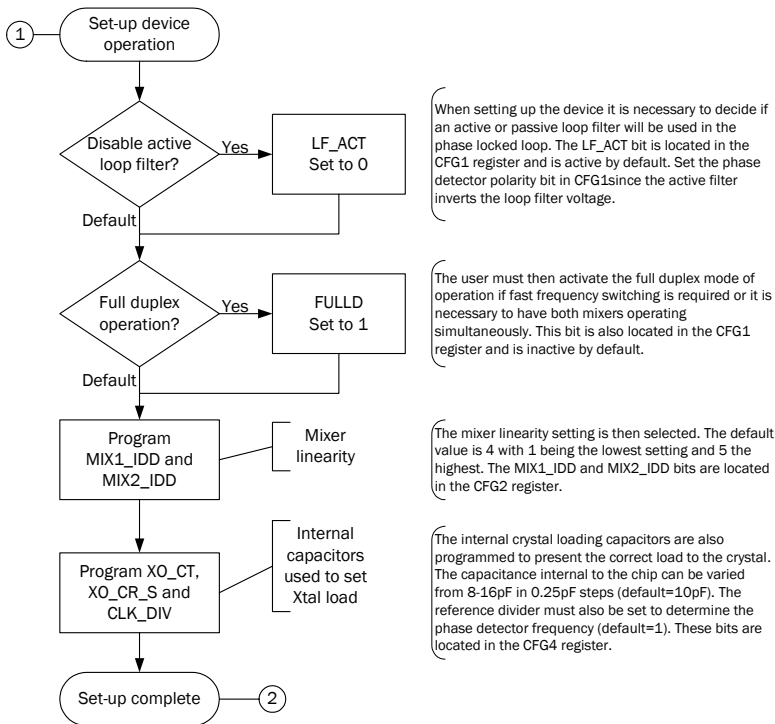 1
Set-up device
operation
Disable active
loop filter?
Yes
LF_ACT
Set to 0
Default
When setting up the device it is necessary to decide if
an active or passive loop filter will be used in the
phase locked loop. The LF_ACT bit is located in the
CFG1 register and is active by default. Set the phase
detector polarity bit in CFG1since the active filter
inverts the loop filter voltage.
Full duplex
operation?
Yes
FULLD
Set to 1
Default
The user must then activate the full duplex mode of
operation if fast frequency switching is required or it is
necessary to have both mixers operating
simultaneously. This bit is also located in the CFG1
register and is inactive by default.
Program
MIX1_IDD and
MIX2_IDD
Mixer
linearity
The mixer linearity setting is then selected. The default
value is 4 with 1 being the lowest setting and 5 the
highest. The MIX1_IDD and MIX2_IDD bits are located
in the CFG2 register.
Program XO_CT,
XO_CR_S and
CLK_DIV
Internal
capacitors
used to set
Xtal load
The internal crystal loading capacitors are also
programmed to present the correct load to the crystal.
The capacitance internal to the chip can be varied
from 8-16pF in 0.25pF steps (default=10pF). The
reference divider must also be set to determine the
phase detector frequency (default=1). These bits are
located in the CFG4 register.
Set-up complete
2